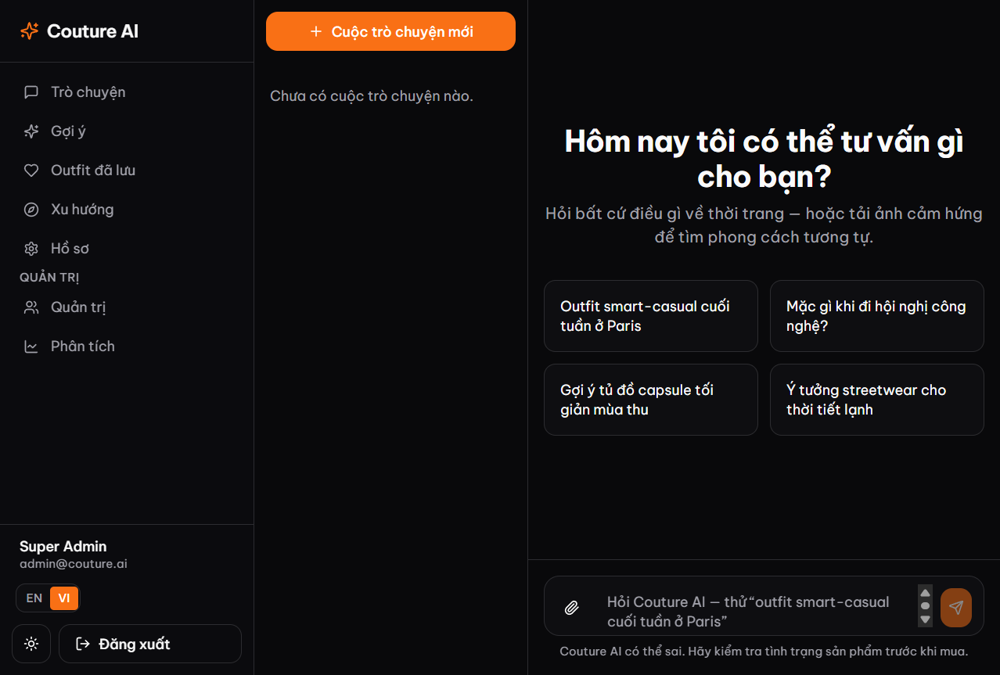 Couture AI
Trò chuyện
Gợi ý
Outfit đã lưu
Xu hướng
Hồ sơ
QUẢN TRỊ
Quản trị
Phân tích
Super Admin
admin@couture.ai
EN VI
Đăng xuất
Cuộc trò chuyện mới
Chưa có cuộc trò chuyện nào.
Hôm nay tôi có thể tư vấn gì
cho bạn?
Hỏi bất cứ điều gì về thời trang — hoặc tải ảnh cảm hứng
để tìm phong cách tương tự.
Outfit smart-casual cuối
tuần ở Paris
Mặc gì khi đi hội nghị công
nghệ?
Gợi ý tủ đồ capsule tối
giản mùa thu
Ý tưởng streetwear cho
thời tiết lạnh
Hỏi Couture AI — thử “outfit smart-casual
cuối tuần ở Paris”
Couture AI có thể sai. Hãy kiểm tra tình trạng sản phẩm trước khi mua.